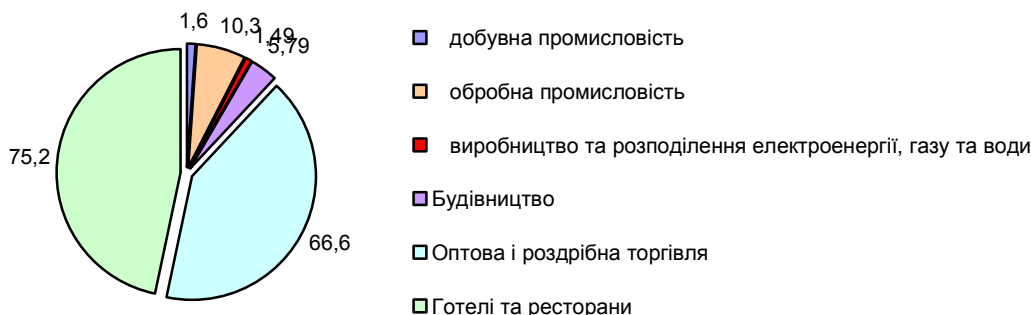 1,6
10,3
1,49
5,79
75,2
66,6
добувна промисловість
обробна промисловість
виробництво та розподілення електроенергії, газу та води
Будівництво
Оптова і роздрібна торгівля
Готелі та ресторани